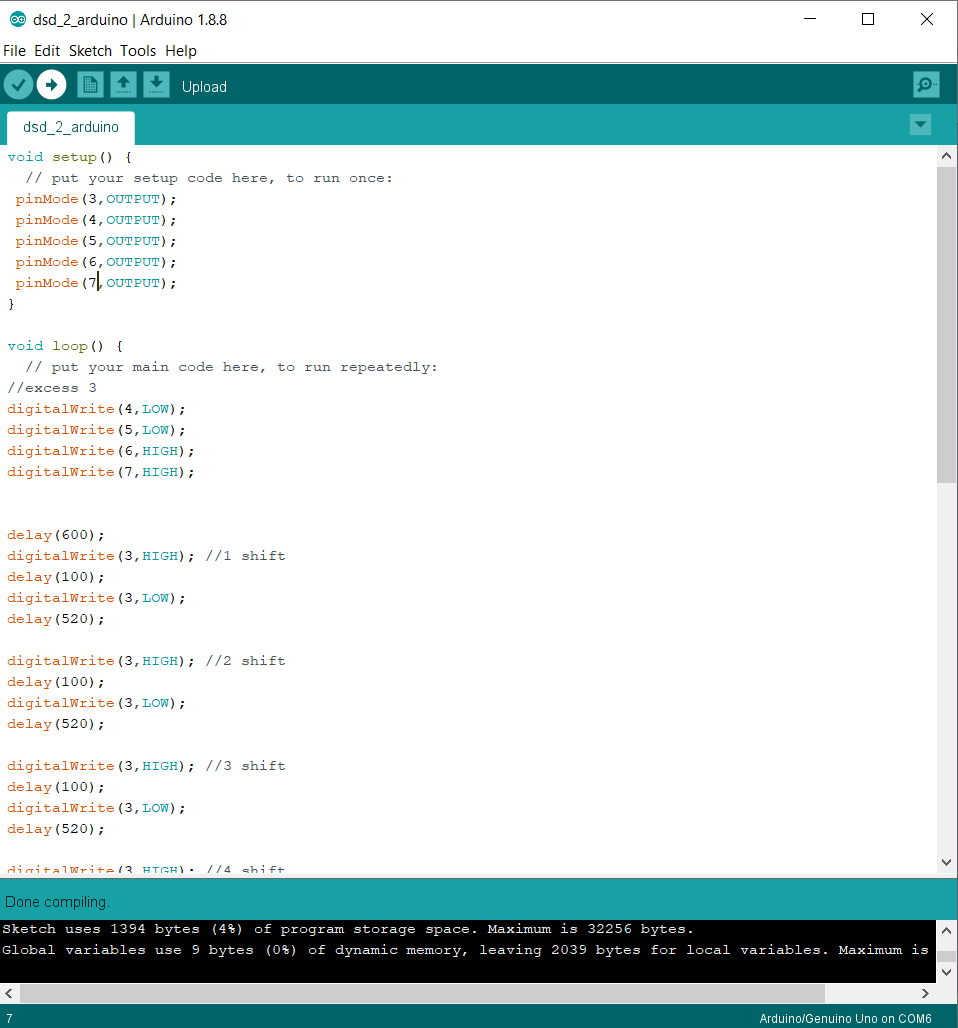 dsd_2_arduino | Arduino 1.8.8
File Edit Sketch Tools Help
Upload
dsd_2_arduino
void setup() {
  // put your setup code here, to run once:
 pinMode(3,OUTPUT);
 pinMode(4,OUTPUT);
 pinMode(5,OUTPUT);
 pinMode(6,OUTPUT);
 pinMode(7,OUTPUT);
}
void loop() {
  // put your main code here, to run repeatedly:
//excess 3
digitalWrite(4,LOW);
digitalWrite(5,LOW);
digitalWrite(6,HIGH);
digitalWrite(7,HIGH);
delay(600);
digitalWrite(3,HIGH); //1 shift
delay(100);
digitalWrite(3,LOW);
delay(520);
digitalWrite(3,HIGH); //2 shift
delay(100);
digitalWrite(3,LOW);
delay(520);
digitalWrite(3,HIGH); //3 shift
delay(100);
digitalWrite(3,LOW);
delay(520);
digitalWrite(3,HIGH); //4 shift
Done compiling.
Sketch uses 1394 bytes (4%) of program storage space. Maximum is 32256 bytes.
Global variables use 9 bytes (0%) of dynamic memory, leaving 2039 bytes for local variables. Maximum is
7
Arduino/Genuino Uno on COM6